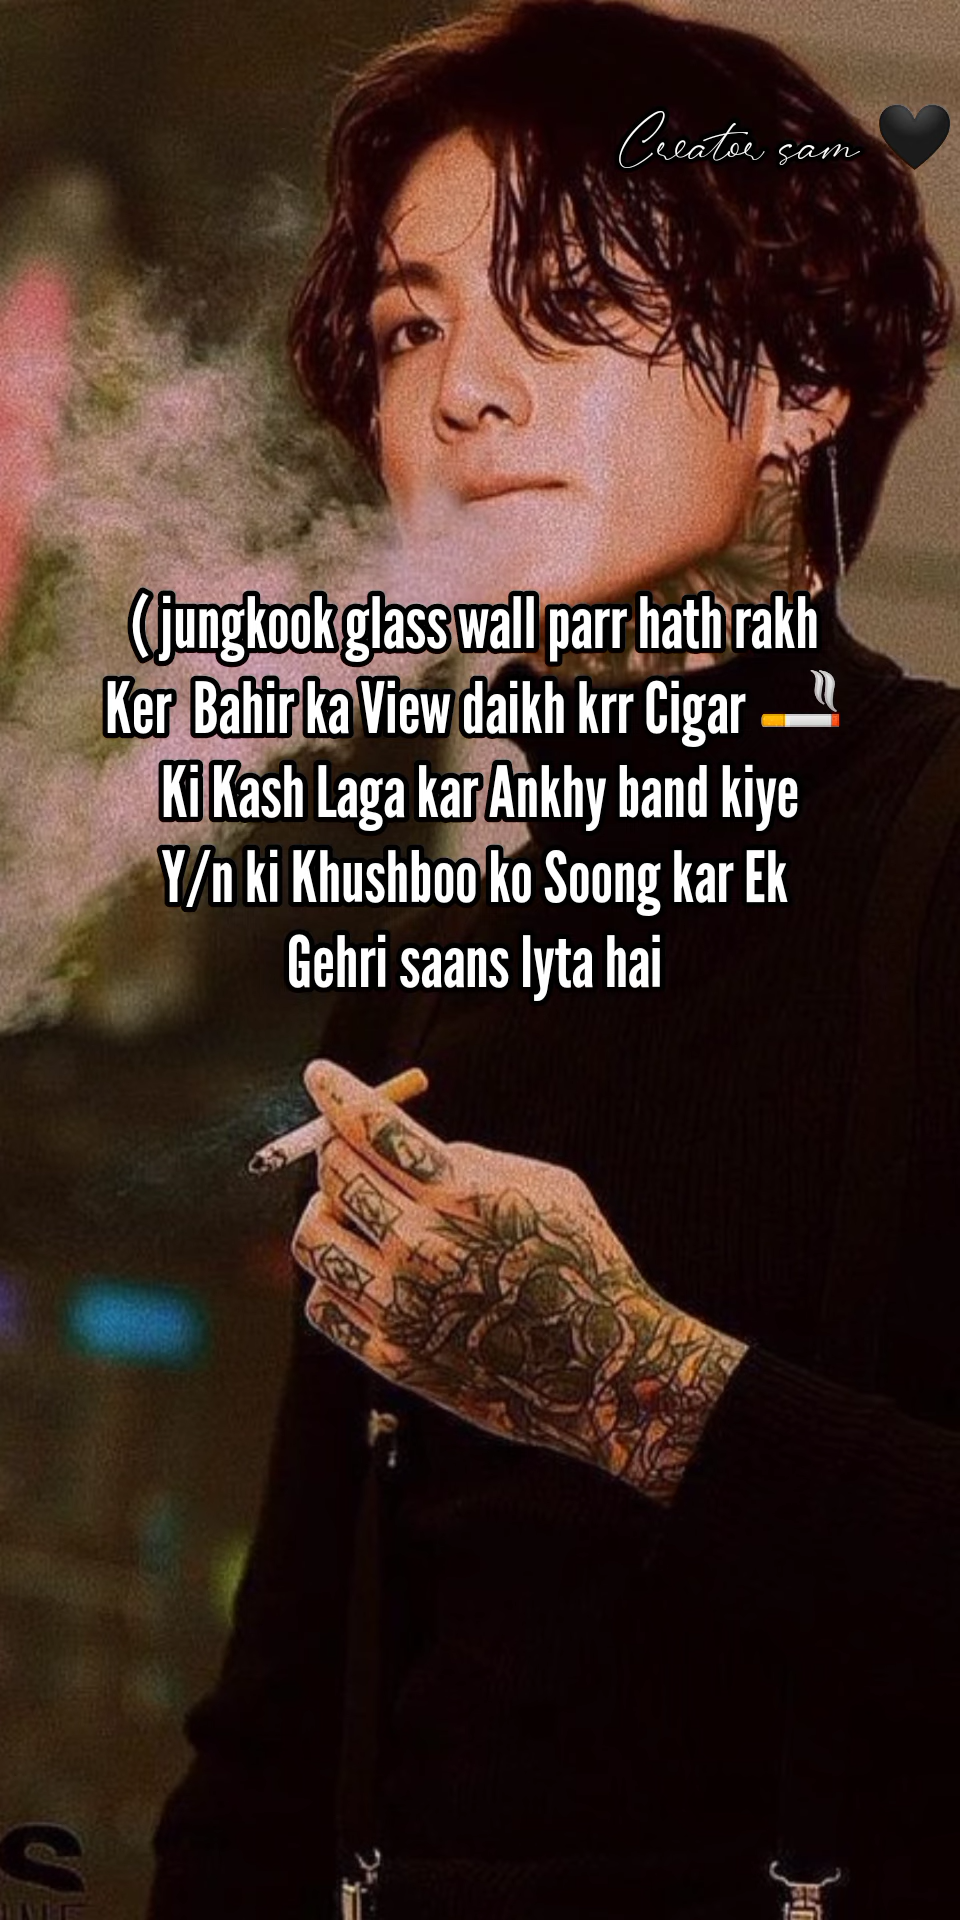 Creator sam 🖤
( jungkook glass wall parr hath rakh
Ker Bahir ka View daikh krr Cigar 🚬
Ki Kash Laga kar Ankhy band kiye
Y/n ki Khushboo ko Soong kar Ek
Gehri saans lyta hai
S